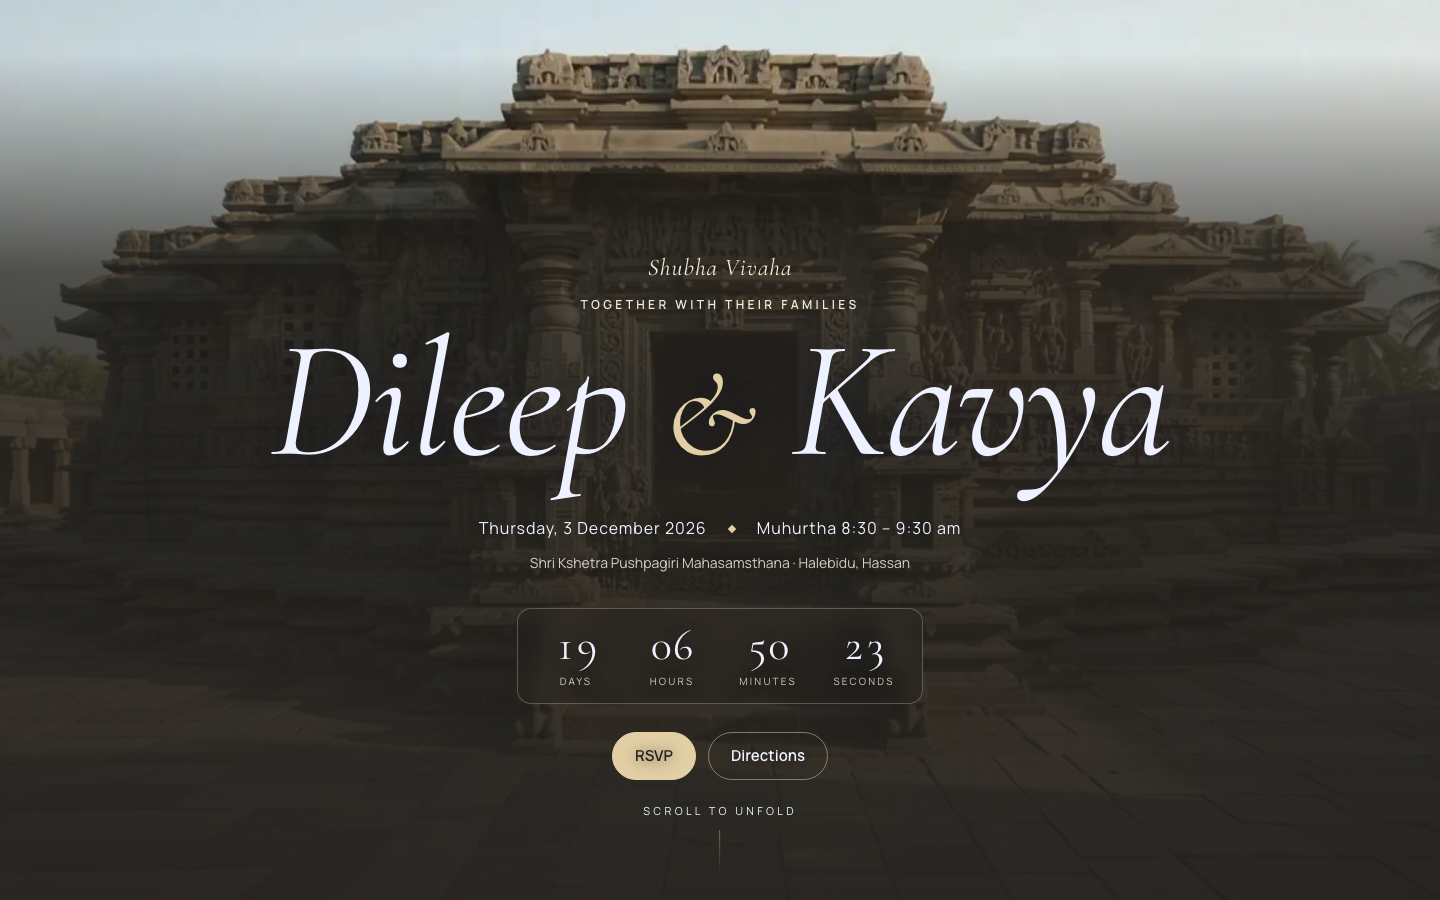 Shubha Vivaha
TOGETHER WITH THEIR FAMILIES
Dileep & Kavya
Thursday, 3 December 2026 ◆ Muhurtha 8:30 – 9:30 am
Shri Kshetra Pushpagiri Mahasamsthana · Halebidu, Hassan
19 06 50 23
DAYS HOURS MINUTES SECONDS
RSVP Directions
SCROLL TO UNFOLD